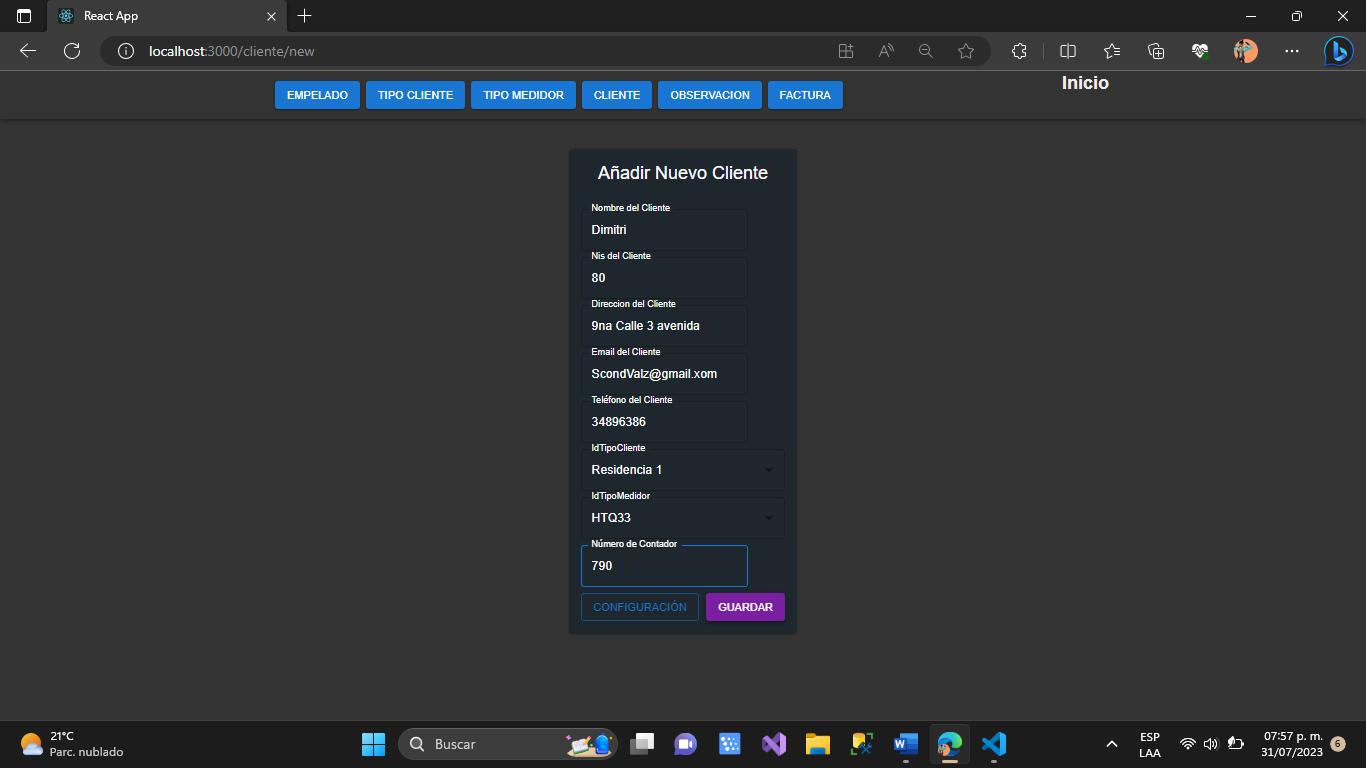 React App
localhost:3000/cliente/new
Inicio
EMPELADO TIPO CLIENTE TIPO MEDIDOR CLIENTE OBSERVACION FACTURA
Añadir Nuevo Cliente
Nombre del Cliente
Dimitri
Nis del Cliente
80
Direccion del Cliente
9na Calle 3 avenida
Email del Cliente
ScondValz@gmail.xom
Teléfono del Cliente
34896386
IdTipoCliente
Residencia 1
IdTipoMedidor
HTQ33
Número de Contador
790
CONFIGURACIÓN GUARDAR
21°C
Parc. nublado
Buscar
ESP
LAA
07:57 p. m.
31/07/2023
6